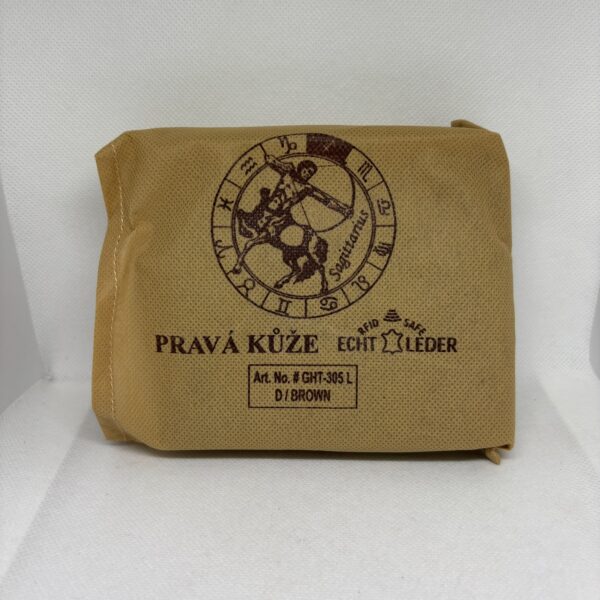 Sagittarius
RFID SAFE
PRAVÁ KŮŽE ECHT LEDER
Art. No. # GHT-305 L
D / BROWN